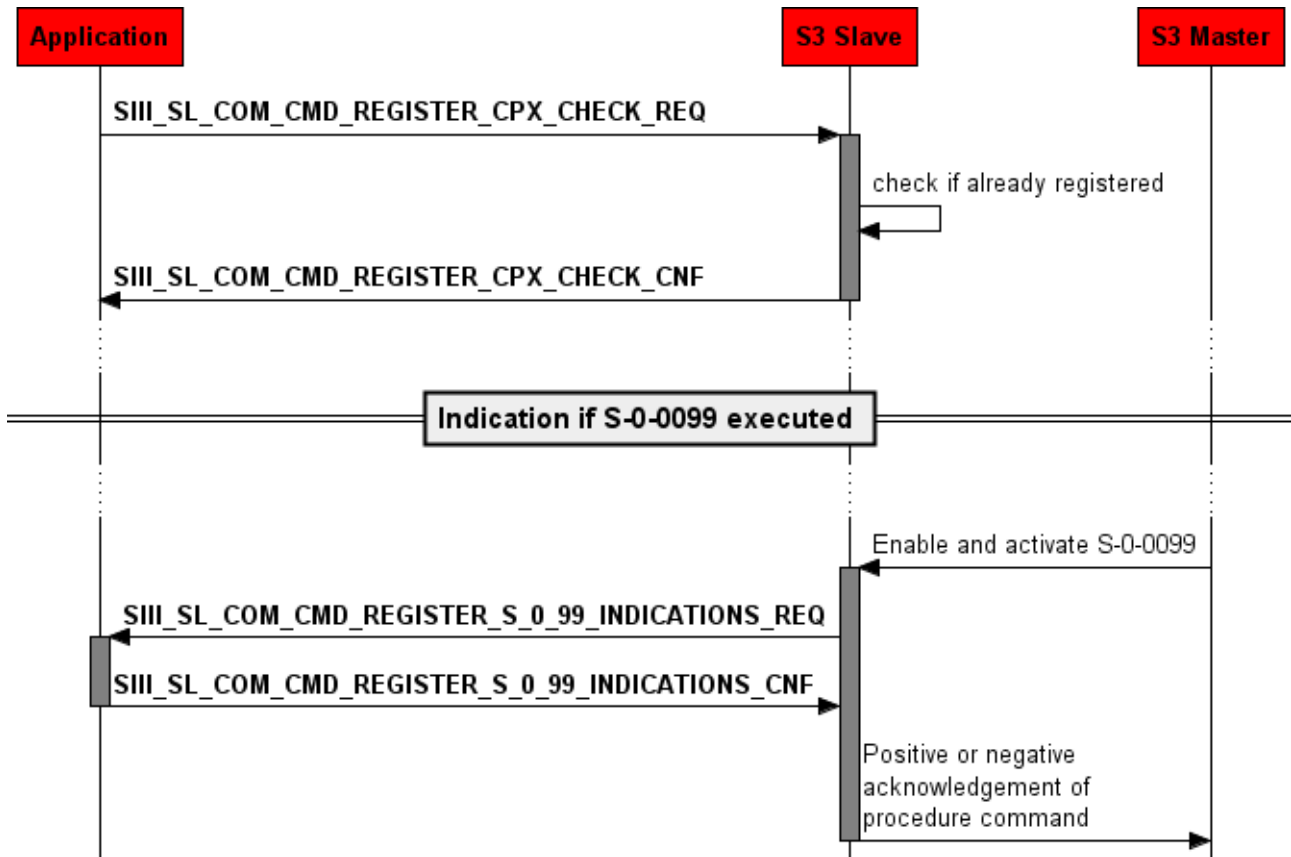 Application
S3 Slave
S3 Master
SIII_SL_COM_CMD_REGISTER_CPX_CHECK_REQ
check if already registered
SIII_SL_COM_CMD_REGISTER_CPX_CHECK_CNF
Indication if S-0-0099 executed
Enable and activate S-0-0099
SIII_SL_COM_CMD_REGISTER_S_0_99_INDICATIONS_REQ
SIII_SL_COM_CMD_REGISTER_S_0_99_INDICATIONS_CNF
Positive or negative
acknowledgement of
procedure command